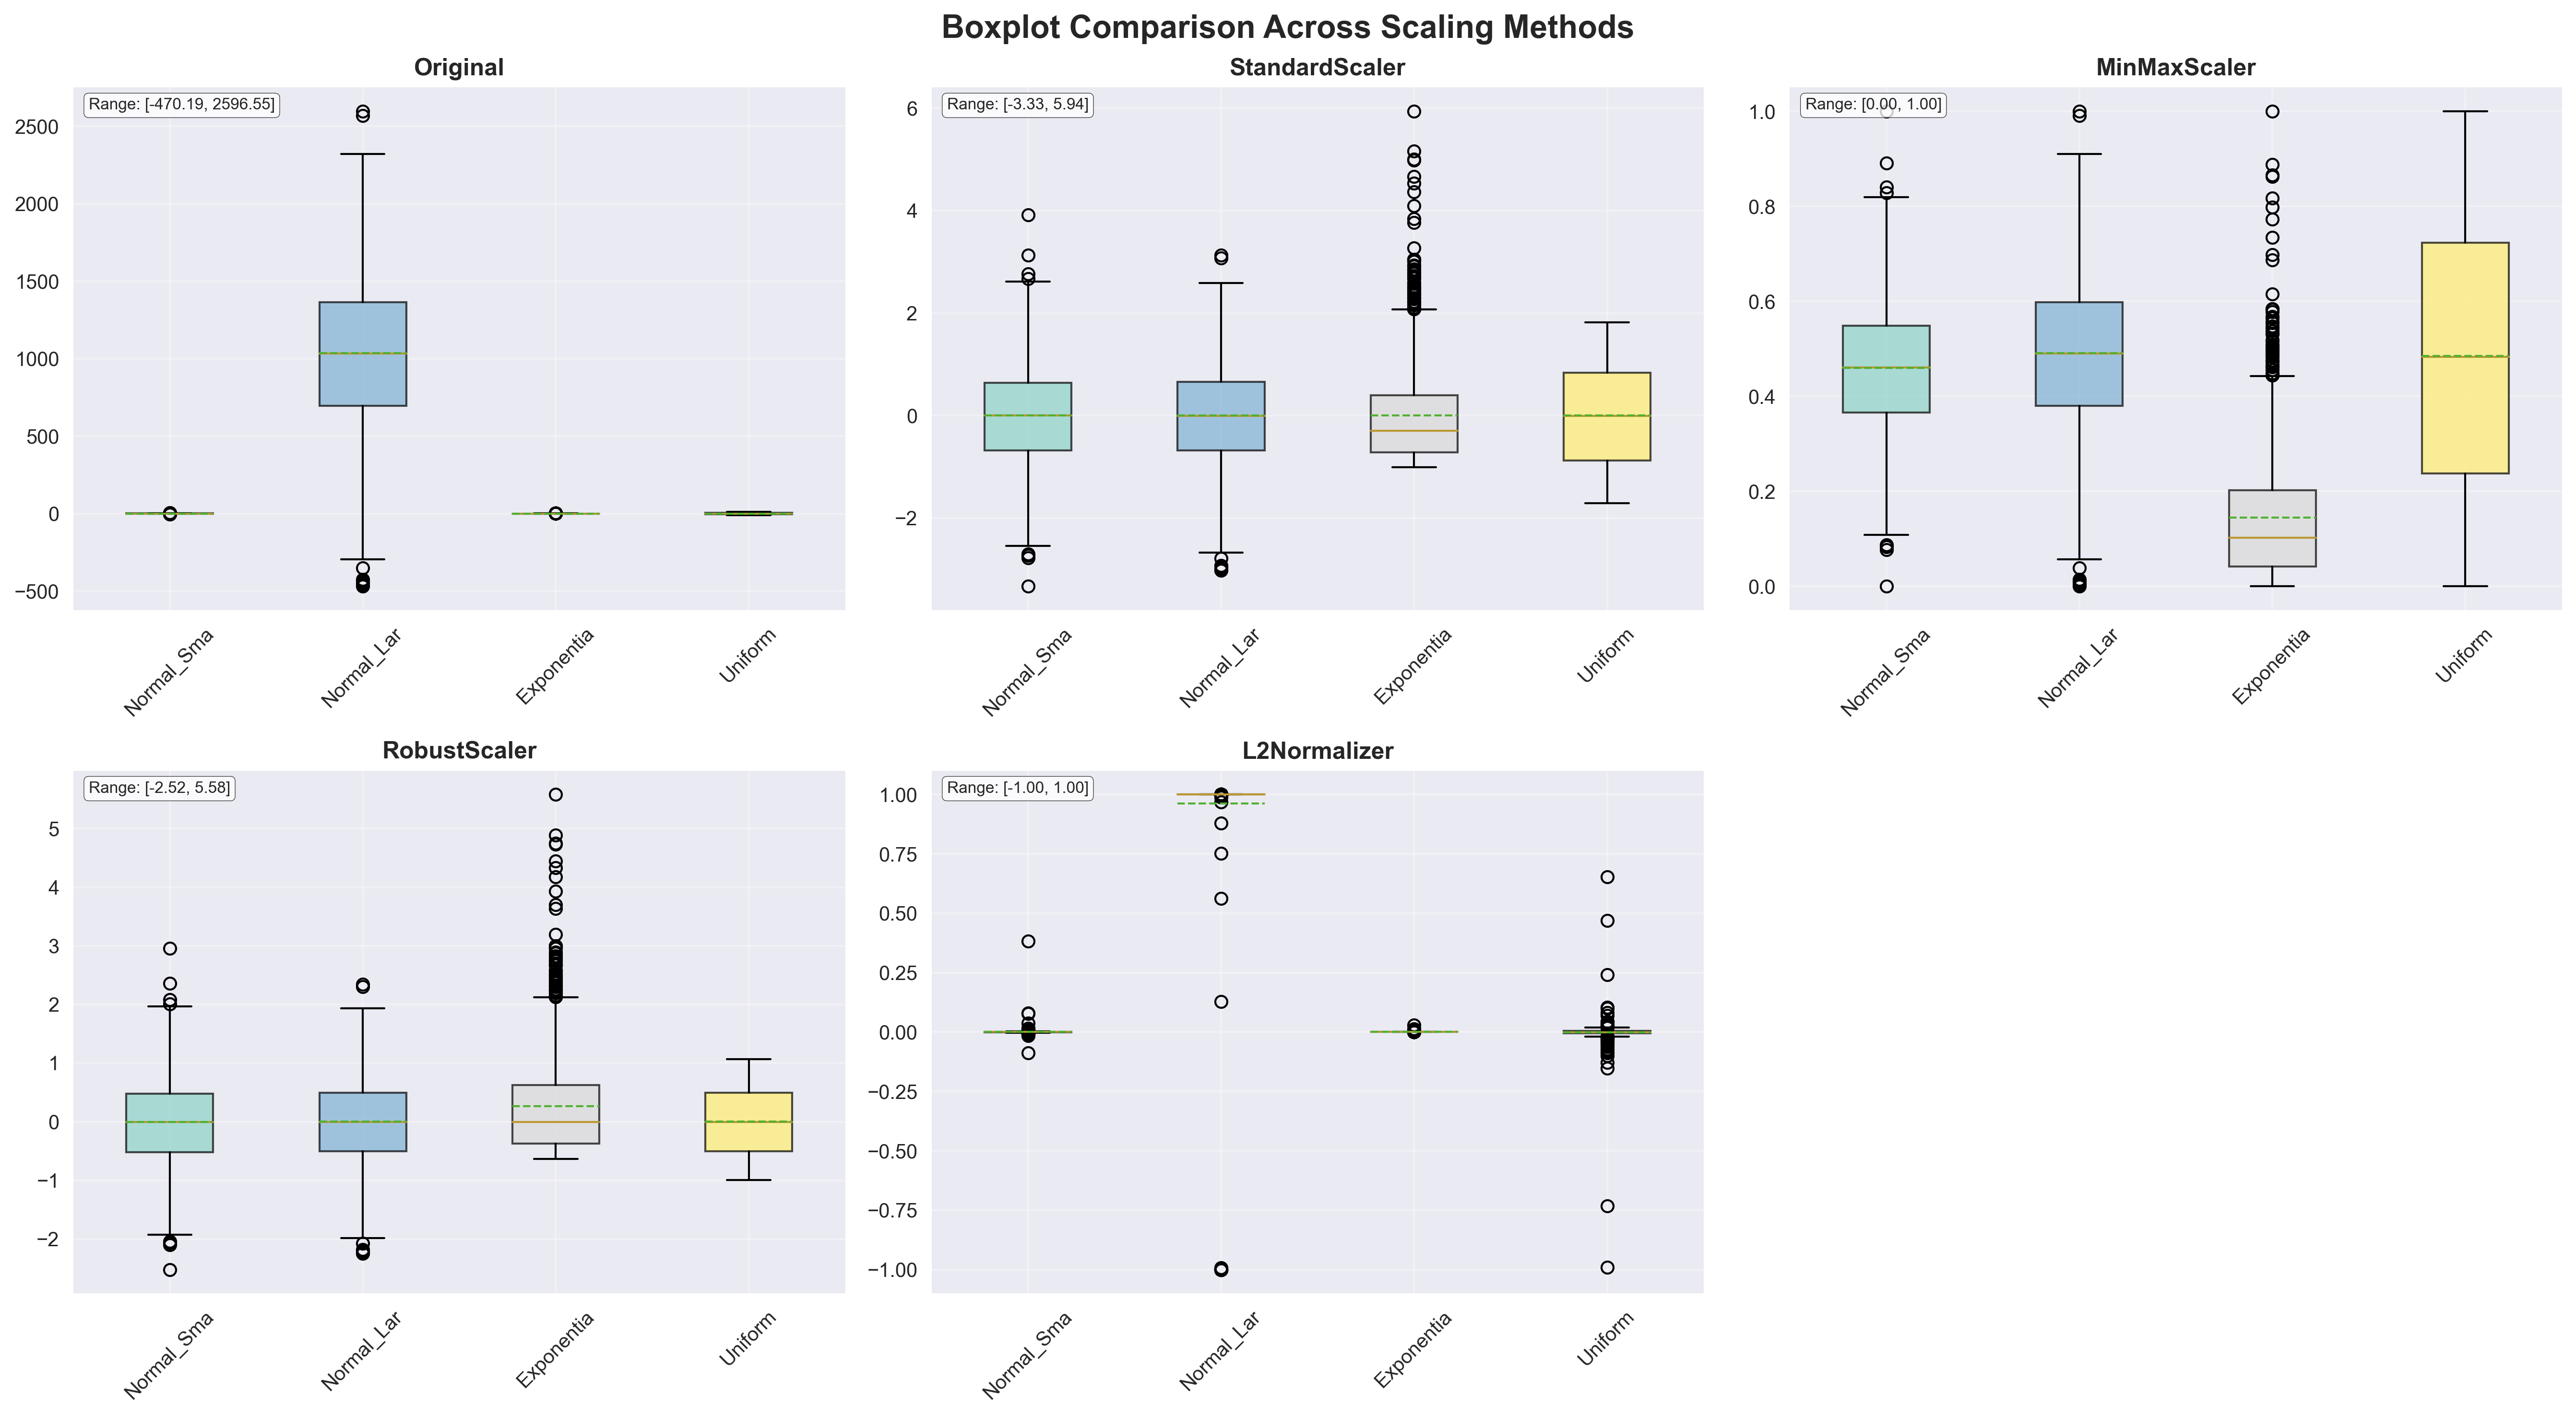 Boxplot Comparison Across Scaling Methods
Original
Range: [-470.19, 2596.55]
2500
2000
1500
1000
500
0
−500
Normal_Sma
Normal_Lar
Exponentia
Uniform
StandardScaler
Range: [-3.33, 5.94]
6
4
2
0
−2
Normal_Sma
Normal_Lar
Exponentia
Uniform
MinMaxScaler
Range: [0.00, 1.00]
1.0
0.8
0.6
0.4
0.2
0.0
Normal_Sma
Normal_Lar
Exponentia
Uniform
RobustScaler
Range: [-2.52, 5.58]
5
4
3
2
1
0
−1
−2
Normal_Sma
Normal_Lar
Exponentia
Uniform
L2Normalizer
Range: [-1.00, 1.00]
1.00
0.75
0.50
0.25
0.00
−0.25
−0.50
−0.75
−1.00
Normal_Sma
Normal_Lar
Exponentia
Uniform